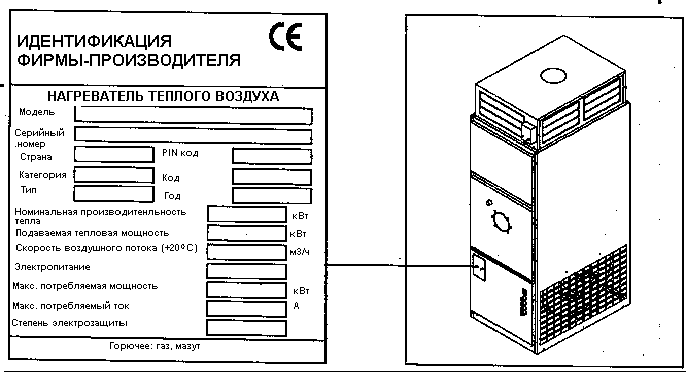 ИДЕНТИФИКАЦИЯ
ФИРМЫ-ПРОИЗВОДИТЕЛЯ
CE
НАГРЕВАТЕЛЬ ТЕПЛОГО ВОЗДУХА
Модель
Серийный
.номер
Страна PIN код
Категория Код
Тип Год
Номинальная производительность
тепла кВт
Подаваемая тепловая мощность кВт
Скорость воздушного потока (+20°C) м3/ч
Электропитание
Макс. потребляемая мощность кВт
Макс. потребляемый ток А
Степень электрозащиты
Горючее: газ, мазут